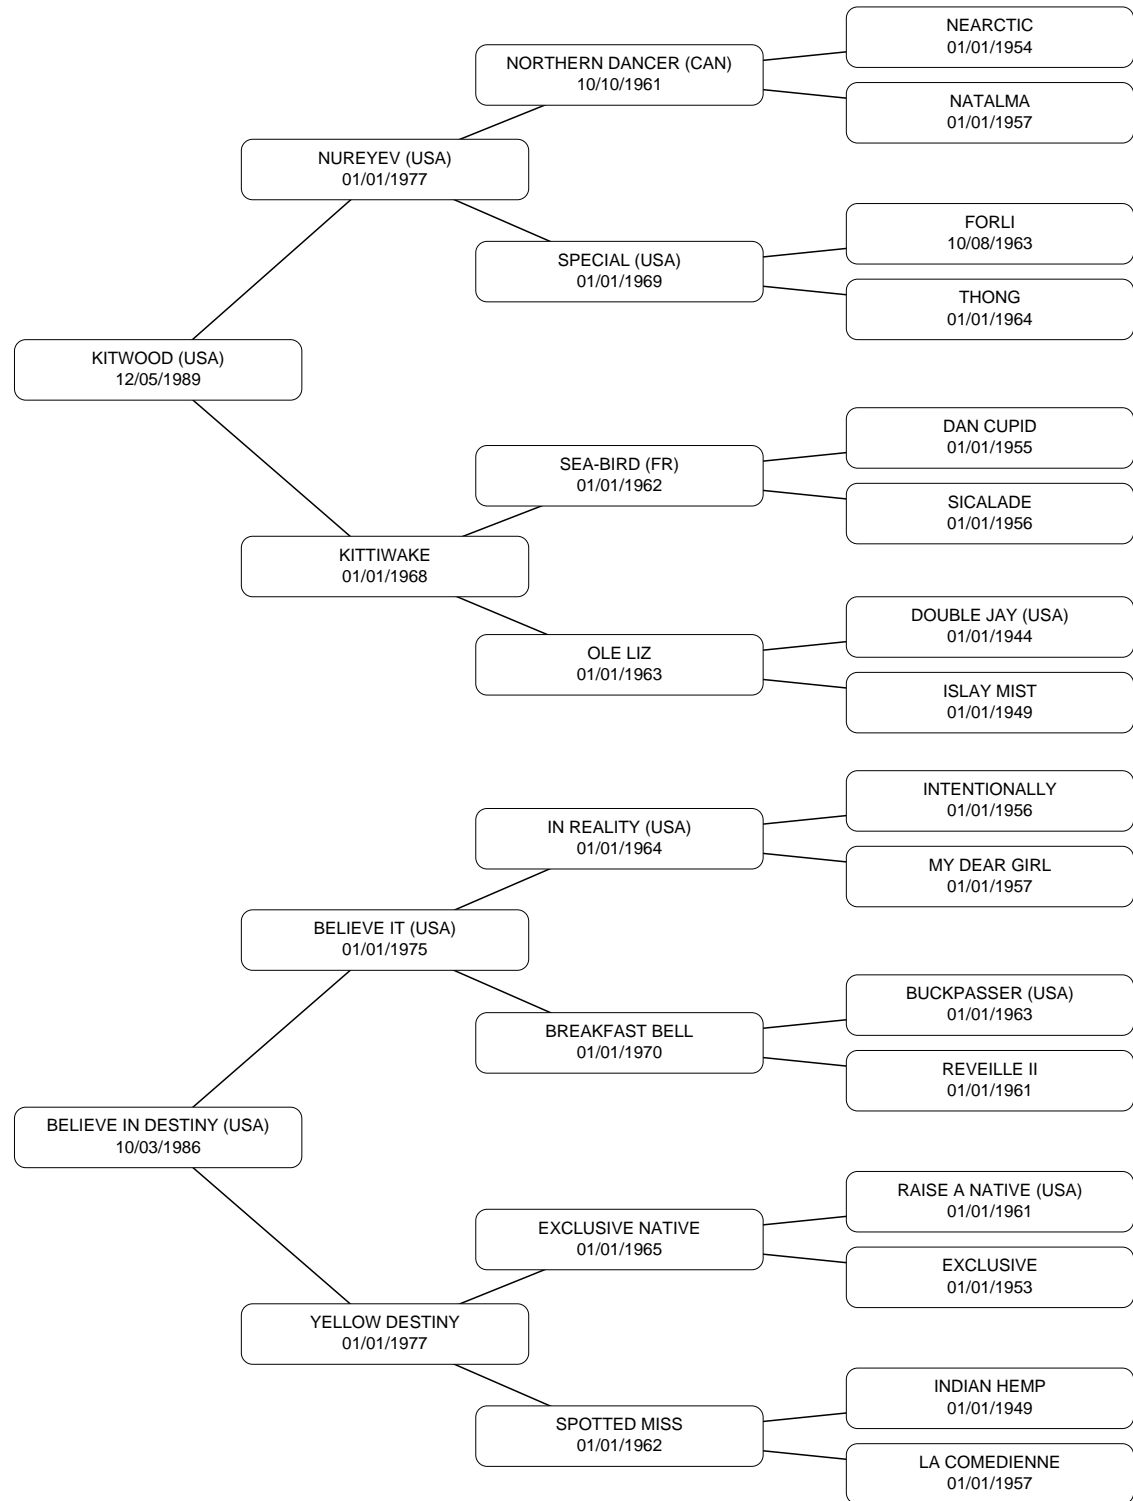 NEARCTIC
01/01/1954
NORTHERN DANCER (CAN)
10/10/1961
NATALMA
01/01/1957
NUREYEV (USA)
01/01/1977
FORLI
10/08/1963
SPECIAL (USA)
01/01/1969
THONG
01/01/1964
KITWOOD (USA)
12/05/1989
DAN CUPID
01/01/1955
SEA-BIRD (FR)
01/01/1962
SICALADE
01/01/1956
KITTIWAKE
01/01/1968
DOUBLE JAY (USA)
01/01/1944
OLE LIZ
01/01/1963
ISLAY MIST
01/01/1949
INTENTIONALLY
01/01/1956
IN REALITY (USA)
01/01/1964
MY DEAR GIRL
01/01/1957
BELIEVE IT (USA)
01/01/1975
BUCKPASSER (USA)
01/01/1963
BREAKFAST BELL
01/01/1970
REVEILLE II
01/01/1961
BELIEVE IN DESTINY (USA)
10/03/1986
RAISE A NATIVE (USA)
01/01/1961
EXCLUSIVE NATIVE
01/01/1965
EXCLUSIVE
01/01/1953
YELLOW DESTINY
01/01/1977
INDIAN HEMP
01/01/1949
SPOTTED MISS
01/01/1962
LA COMEDIENNE
01/01/1957